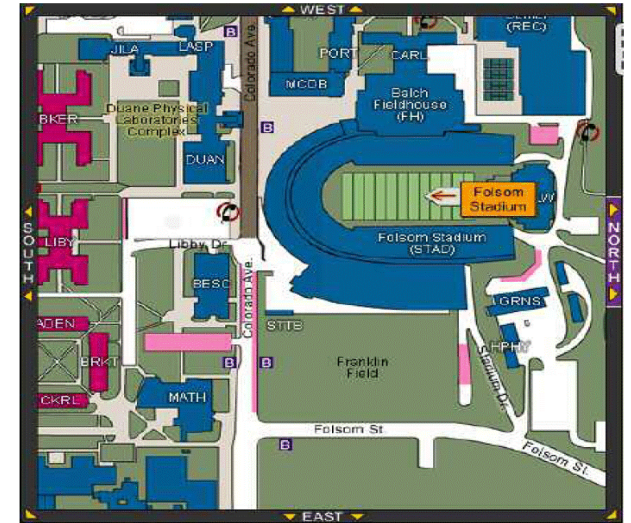 WEST
(REC)
JILA
LASP
Colorado Ave.
PORT
CARL
MCDB
Balch
Fieldhouse
(FH)
BKER
Duane Physical
Laboratories
Complex
B
B
DUAN
Folsom
Stadium
SOUTH
NORTH
LIBY
Libby Dr.
Folsom Stadium
(STAD)
BESC
Colorado Ave.
GRNS
STTB
ADEN
BRKT
B
B
Franklin
Field
HPHY
Stadium Dr.
CKRL
MATH
Folsom St.
B
Folsom St.
EAST